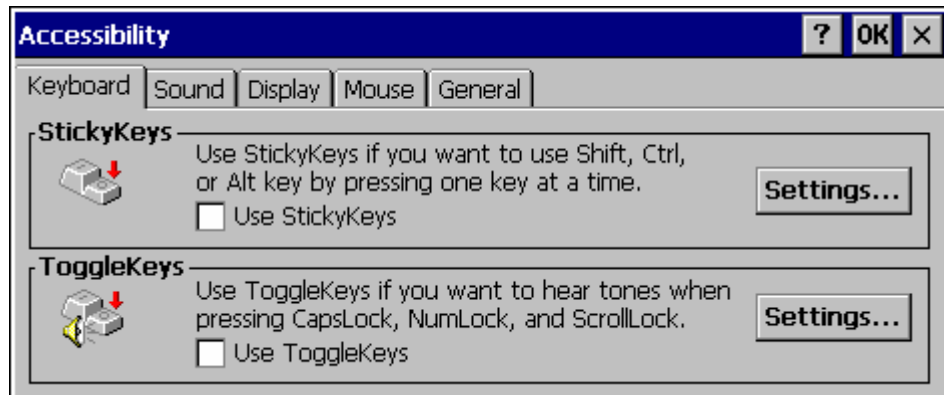 Accessibility ? OK ×
Keyboard Sound Display Mouse General
StickyKeys
Use StickyKeys if you want to use Shift, Ctrl,
or Alt key by pressing one key at a time.
Settings...
Use StickyKeys
ToggleKeys
Use ToggleKeys if you want to hear tones when
pressing CapsLock, NumLock, and ScrollLock.
Settings...
Use ToggleKeys